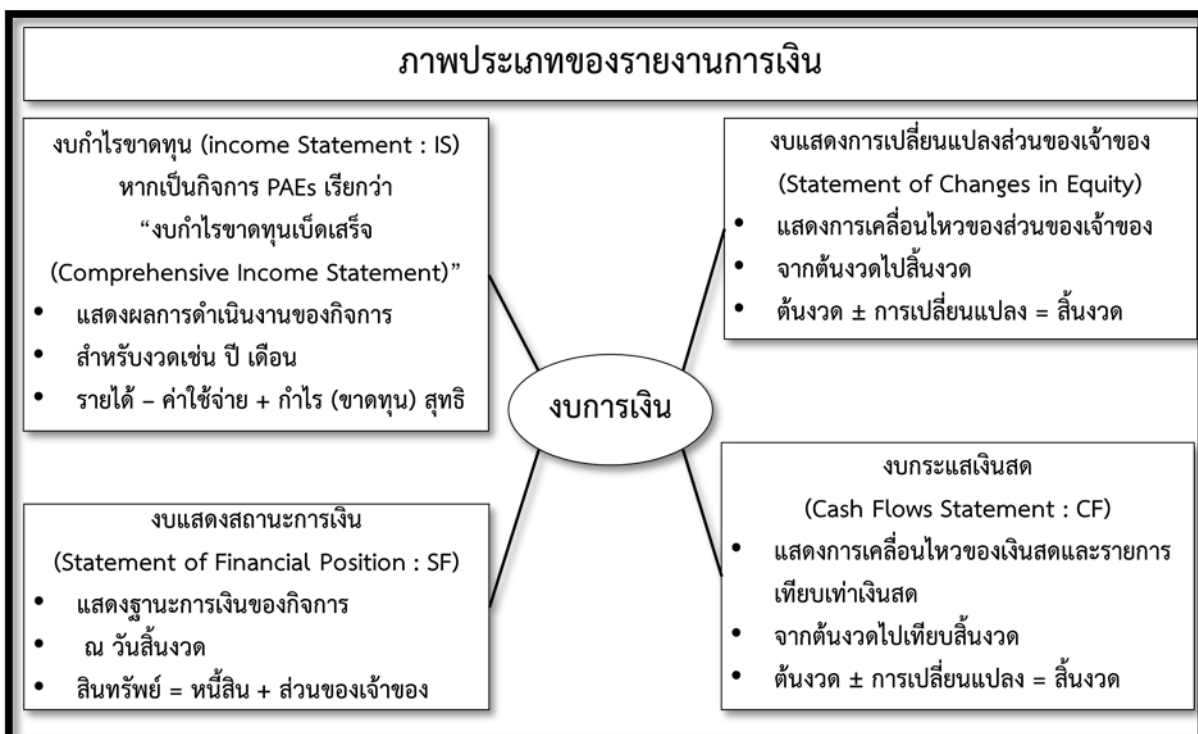 ภาพประเภทของรายงานการเงิน
งบกำไรขาดทุน (income Statement : IS)
หากเป็นกิจการ PAEs เรียกว่า
“งบกำไรขาดทุนเบ็ดเสร็จ
(Comprehensive Income Statement)”
• แสดงผลการดำเนินงานของกิจการ
• สำหรับงวดเช่น ปี เดือน
• รายได้ – ค่าใช้จ่าย + กำไร (ขาดทุน) สุทธิ
งบแสดงการเปลี่ยนแปลงส่วนของเจ้าของ
(Statement of Changes in Equity)
• แสดงการเคลื่อนไหวของส่วนของเจ้าของ
• จากต้นงวดไปสิ้นงวด
• ต้นงวด ± การเปลี่ยนแปลง = สิ้นงวด
งบการเงิน
งบแสดงสถานะการเงิน
(Statement of Financial Position : SF)
• แสดงฐานะการเงินของกิจการ
• ณ วันสิ้นงวด
• สินทรัพย์ = หนี้สิน + ส่วนของเจ้าของ
งบกระแสเงินสด
(Cash Flows Statement : CF)
• แสดงการเคลื่อนไหวของเงินสดและรายการ
เทียบเท่าเงินสด
• จากต้นงวดไปเทียบสิ้นงวด
• ต้นงวด ± การเปลี่ยนแปลง = สิ้นงวด